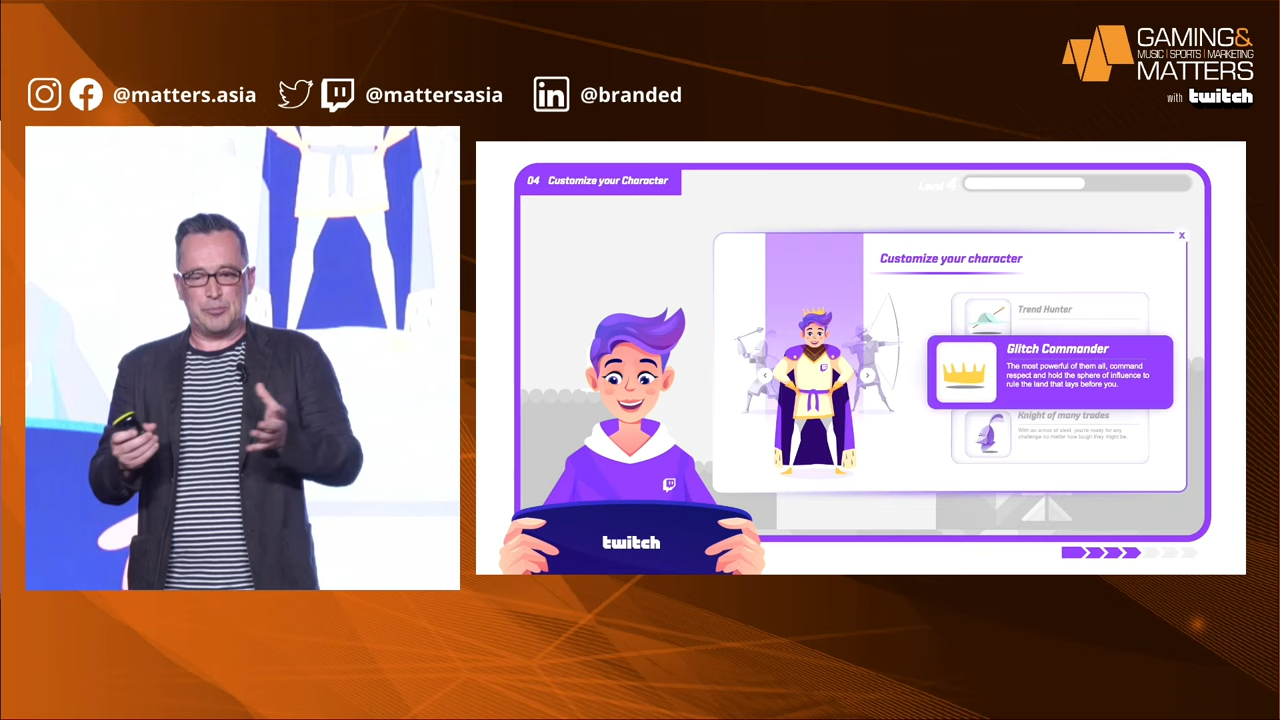 GAMING&
MUSIC | SPORTS | MARKETING
MATTERS
with twitch
@matters.asia
@mattersasia
in @branded
04 Customize your Character
Level 4
x
Customize your character
Trend Hunter
Glitch Commander
The most powerful of them all, command
respect and hold the sphere of influence to
rule the land that lays before you.
Knight of many trades
With an armor of steel, you're ready for any
challenge no matter how tough they might be.
twitch